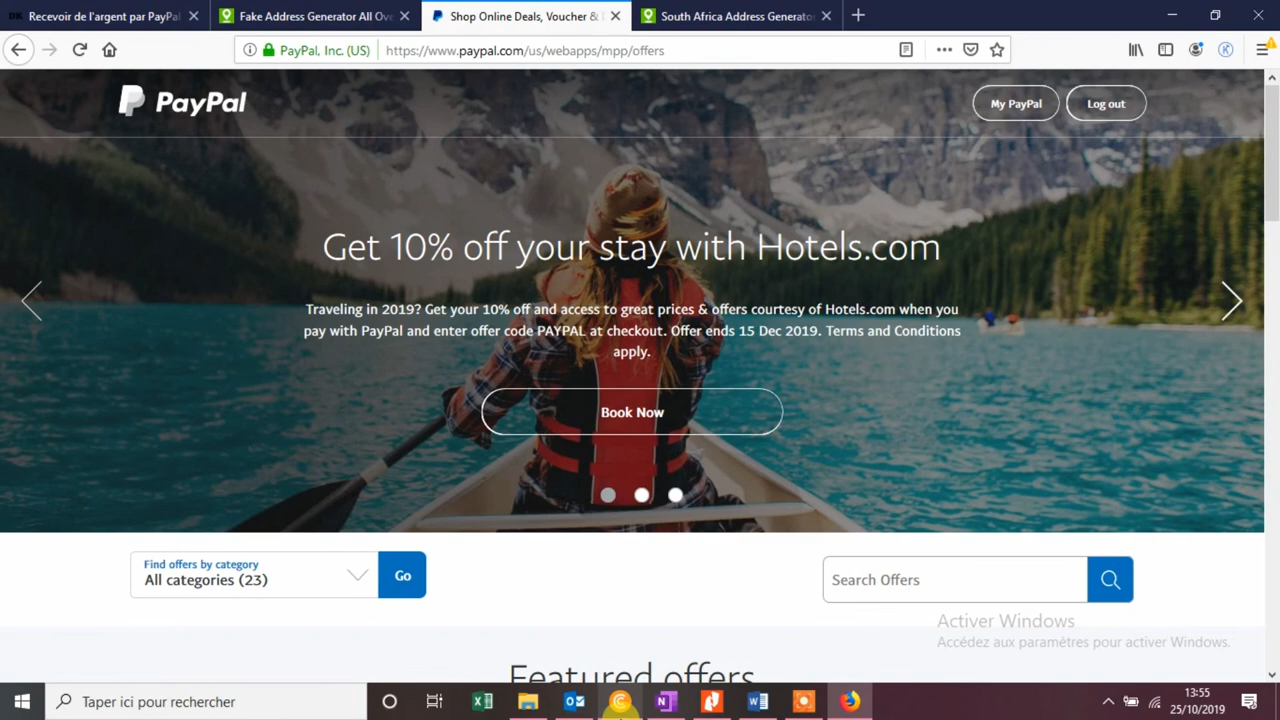 Recevoir de l'argent par PayPal
Fake Address Generator All Ove
Shop Online Deals, Voucher &
South Africa Address Generato
PayPal, Inc. (US)
https://www.paypal.com/us/webapps/mpp/offers
PayPal
My PayPal
Log out
Get 10% off your stay with Hotels.com
Traveling in 2019? Get your 10% off and access to great prices & offers courtesy of Hotels.com when you
pay with PayPal and enter offer code PAYPAL at checkout. Offer ends 15 Dec 2019. Terms and Conditions
apply.
Book Now
Find offers by category
All categories (23)
Go
Search Offers
Activer Windows
Accédez aux paramètres pour activer Windows.
Featured offers
Taper ici pour rechercher
13:55
25/10/2019